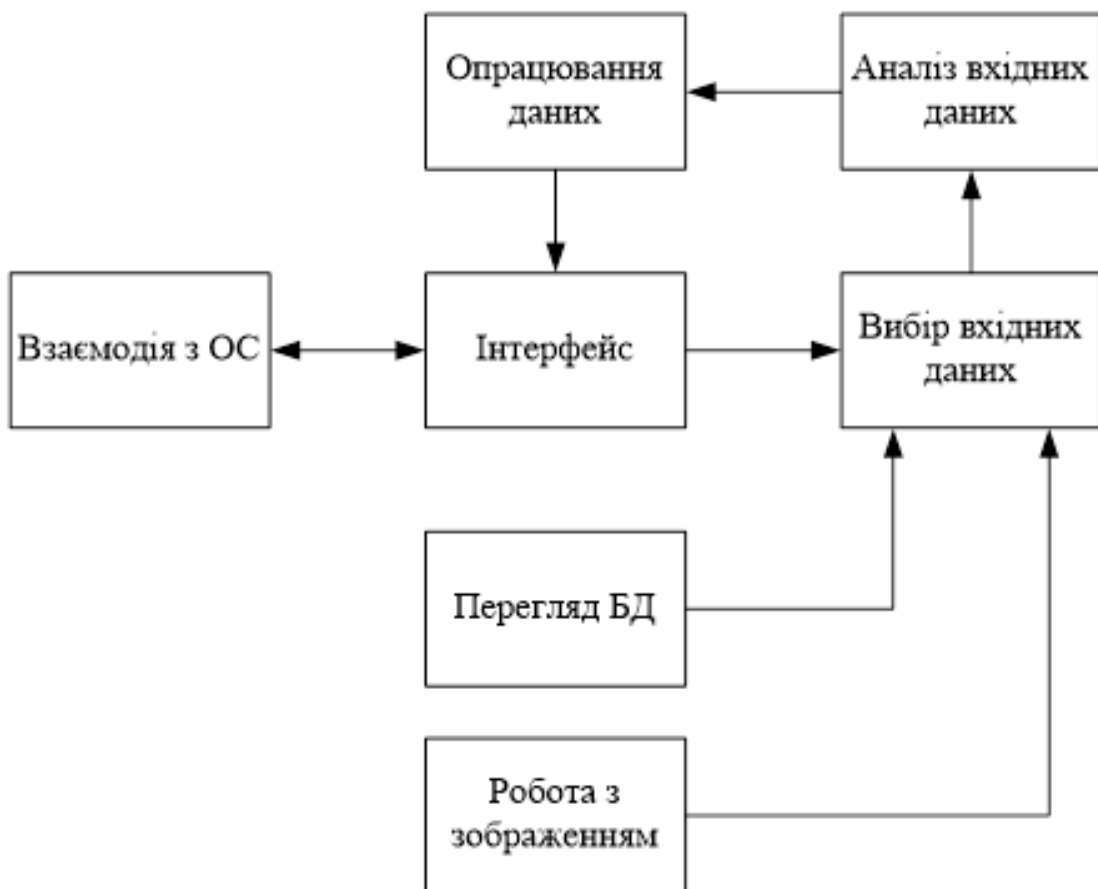 Опрацювання
даних
Аналіз вхідних
даних
Взаємодія з ОС
Інтерфейс
Вибір вхідних
даних
Перегляд БД
Робота з
зображенням